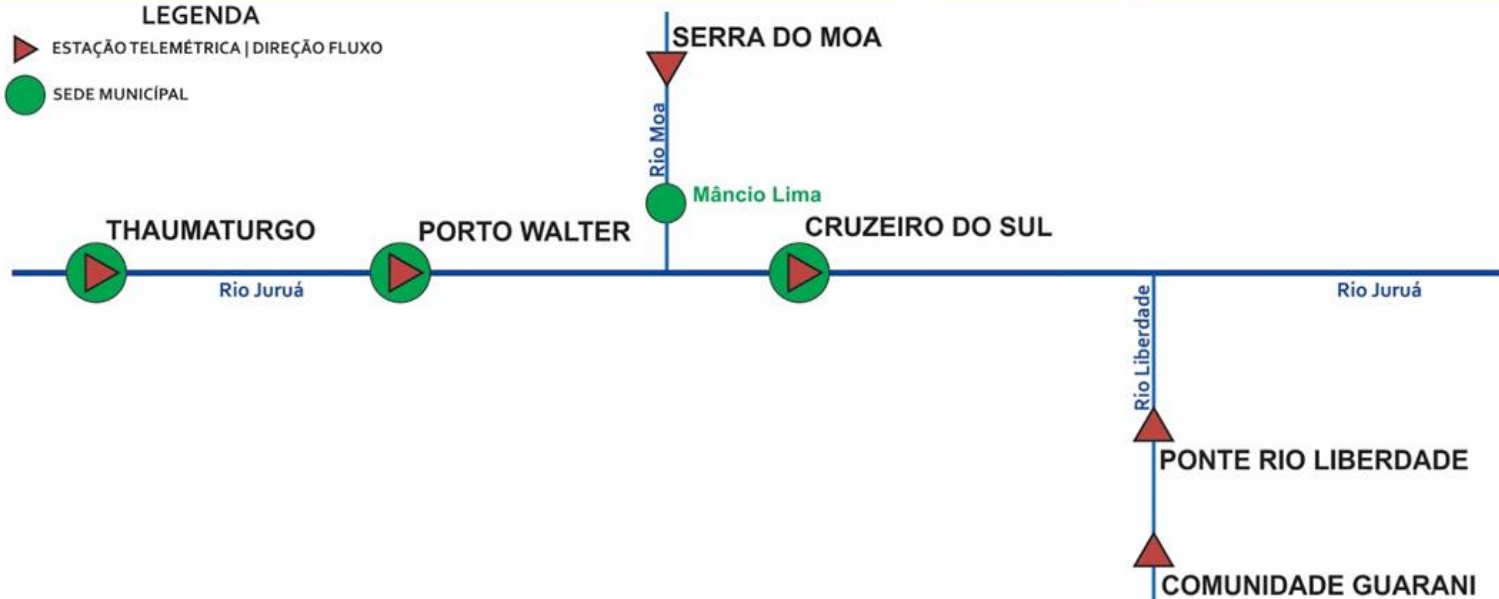 LEGENDA
ESTAÇÃO TELEMÉTRICA | DIREÇÃO FLUXO
SEDE MUNICÍPAL
SERRA DO MOA
Rio Moa
Mâncio Lima
THAUMATURGO
PORTO WALTER
CRUZEIRO DO SUL
Rio Juruá
Rio Juruá
Rio Liberdade
PONTE RIO LIBERDADE
COMUNIDADE GUARANI